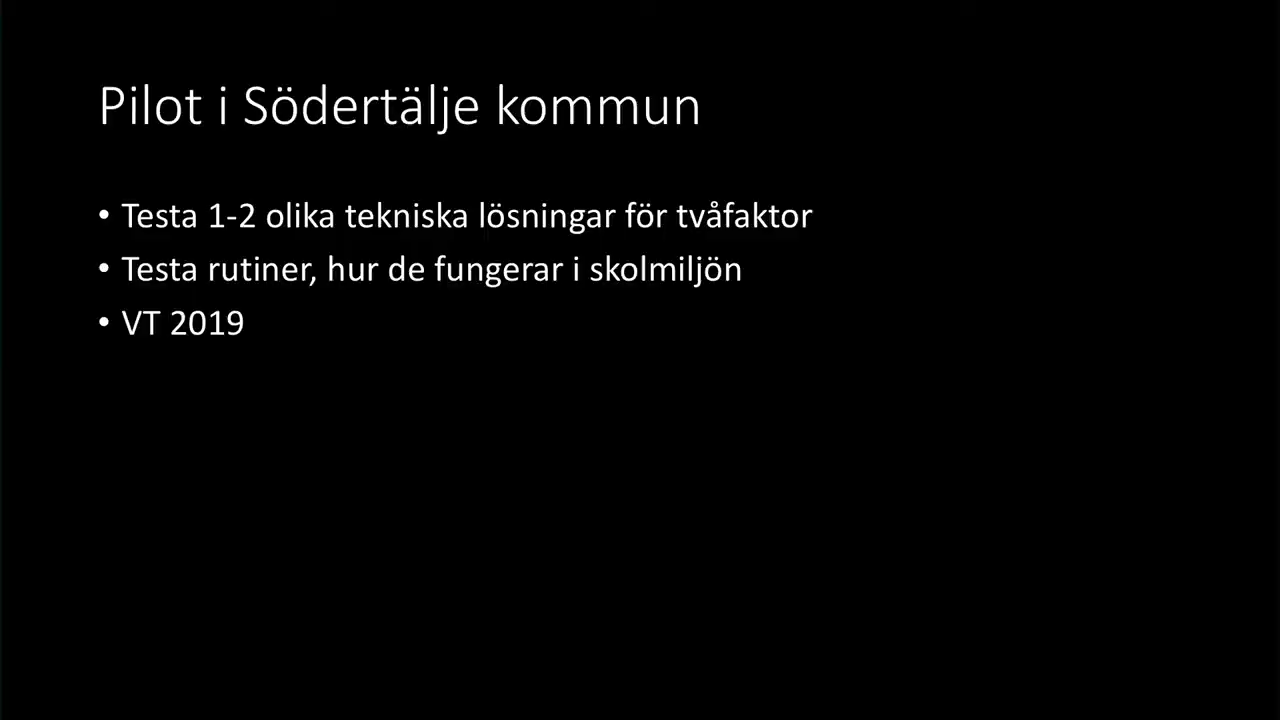 Pilot i Södertälje kommun
• Testa 1-2 olika tekniska lösningar för tvåfaktor
• Testa rutiner, hur de fungerar i skolmiljön
• VT 2019